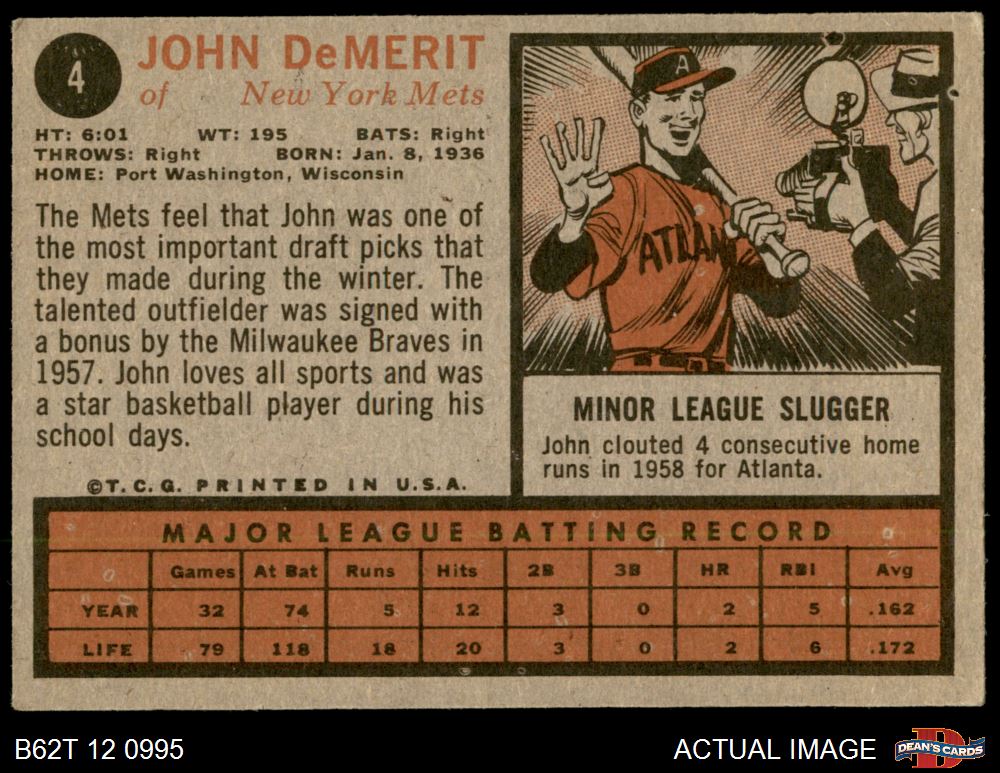 4
JOHN DeMERIT
of New York Mets
HT: 6:01 WT: 195 BATS: Right
THROWS: Right BORN: Jan. 8, 1936
HOME: Port Washington, Wisconsin
The Mets feel that John was one of
the most important draft picks that
they made during the winter. The
talented outfielder was signed with
a bonus by the Milwaukee Braves in
1957. John loves all sports and was
a star basketball player during his
school days.
©T.C.G. PRINTED IN U.S.A.
A
ATLAN
MINOR LEAGUE SLUGGER
John clouted 4 consecutive home
runs in 1958 for Atlanta.
MAJOR LEAGUE BATTING RECORD
Games At Bat Runs Hits 2B 3B HR RBI Avg
YEAR 32 74 5 12 3 0 2 5 .162
LIFE 79 118 18 20 3 0 2 6 .172
B62T 12 0995
ACTUAL IMAGE
D
DEAN'S CARDS